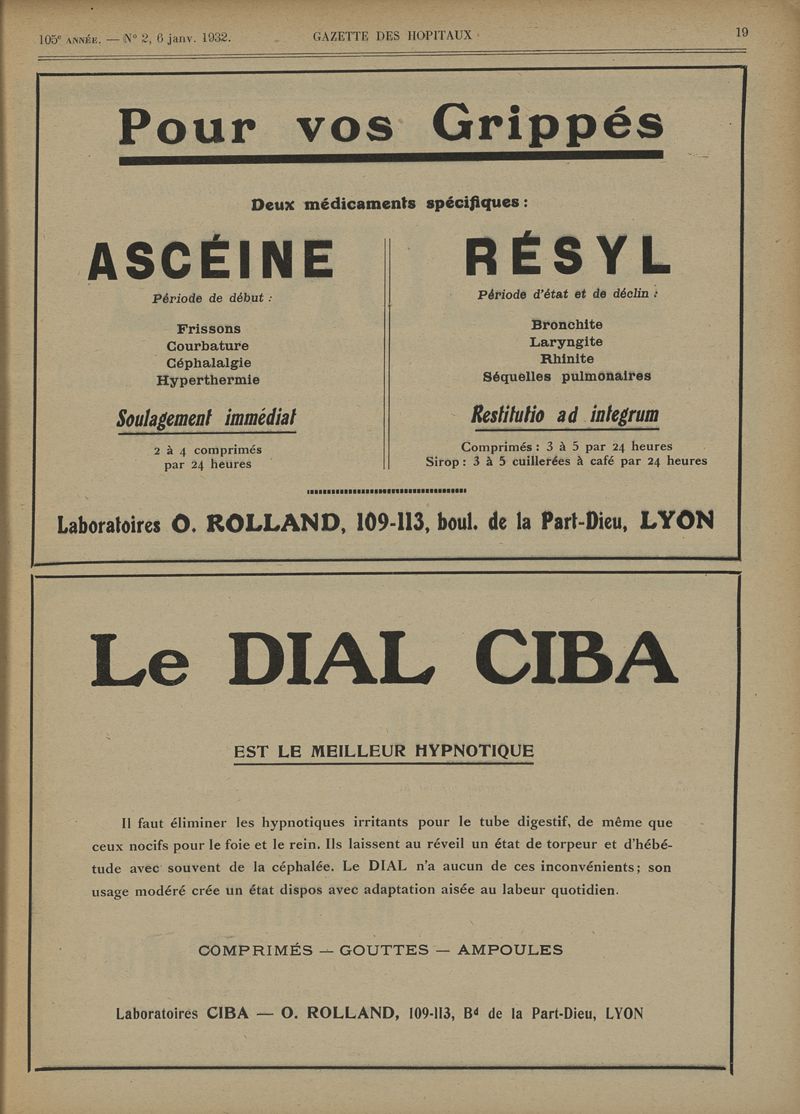 105e ANNÉE. — N° 2, 6 janv. 1932.
GAZETTE DES HOPITAUX
19
Pour vos Grippés
Deux médicaments spécifiques :
ASCÉINE
Période de début :
Frissons
Courbature
Céphalalgie
Hyperthermie
Soulagement immédiat
2 à 4 comprimés
par 24 heures
RÉSYL
Période d'état et de déclin :
Bronchite
Laryngite
Rhinite
Séquelles pulmonaires
Restitutio ad integrum
Comprimés : 3 à 5 par 24 heures
Sirop : 3 à 5 cuillerées à café par 24 heures
Laboratoires O. ROLLAND, 109-113, boul. de la Part-Dieu, LYON
Le DIAL CIBA
EST LE MEILLEUR HYPNOTIQUE
Il faut éliminer les hypnotiques irritants pour le tube digestif, de même que
ceux nocifs pour le foie et le rein. Ils laissent au réveil un état de torpeur et d'hébé-
tude avec souvent de la céphalée. Le DIAL n'a aucun de ces inconvénients; son
usage modéré crée un état dispos avec adaptation aisée au labeur quotidien.
COMPRIMÉS — GOUTTES — AMPOULES
Laboratoires CIBA — O. ROLLAND, 109-113, Bd de la Part-Dieu, LYON